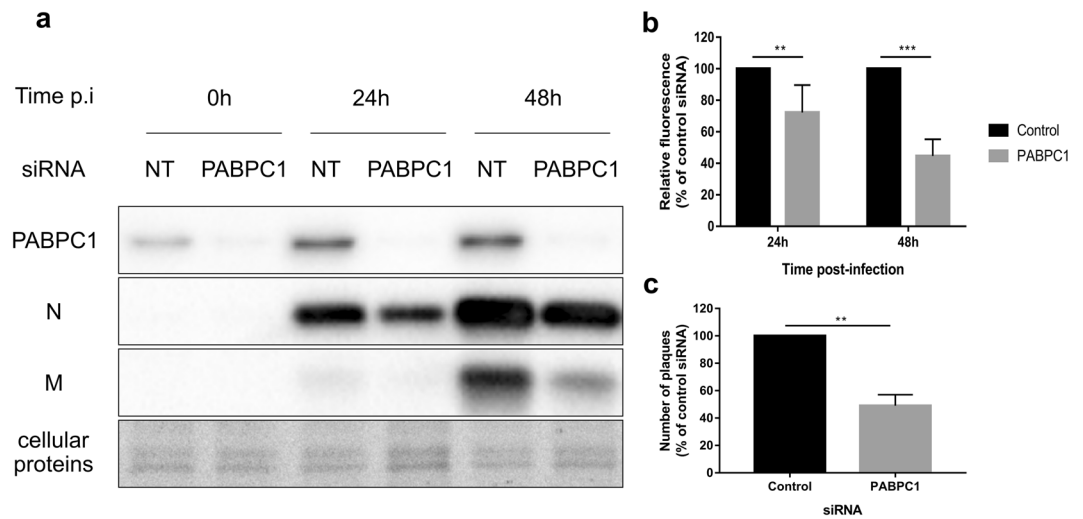 a
Time p.i
0h
24h
48h
siRNA
NT PABPC1 NT PABPC1 NT PABPC1
PABPC1
N
M
cellular
proteins
b
Relative fluorescence
(% of control siRNA)
120
100
80
60
40
20
0
**
***
24h
48h
Time post-infection
Control
PABPC1
c
Number of plaques
(% of control siRNA)
120
100
80
60
40
20
0
**
Control
PABPC1
siRNA